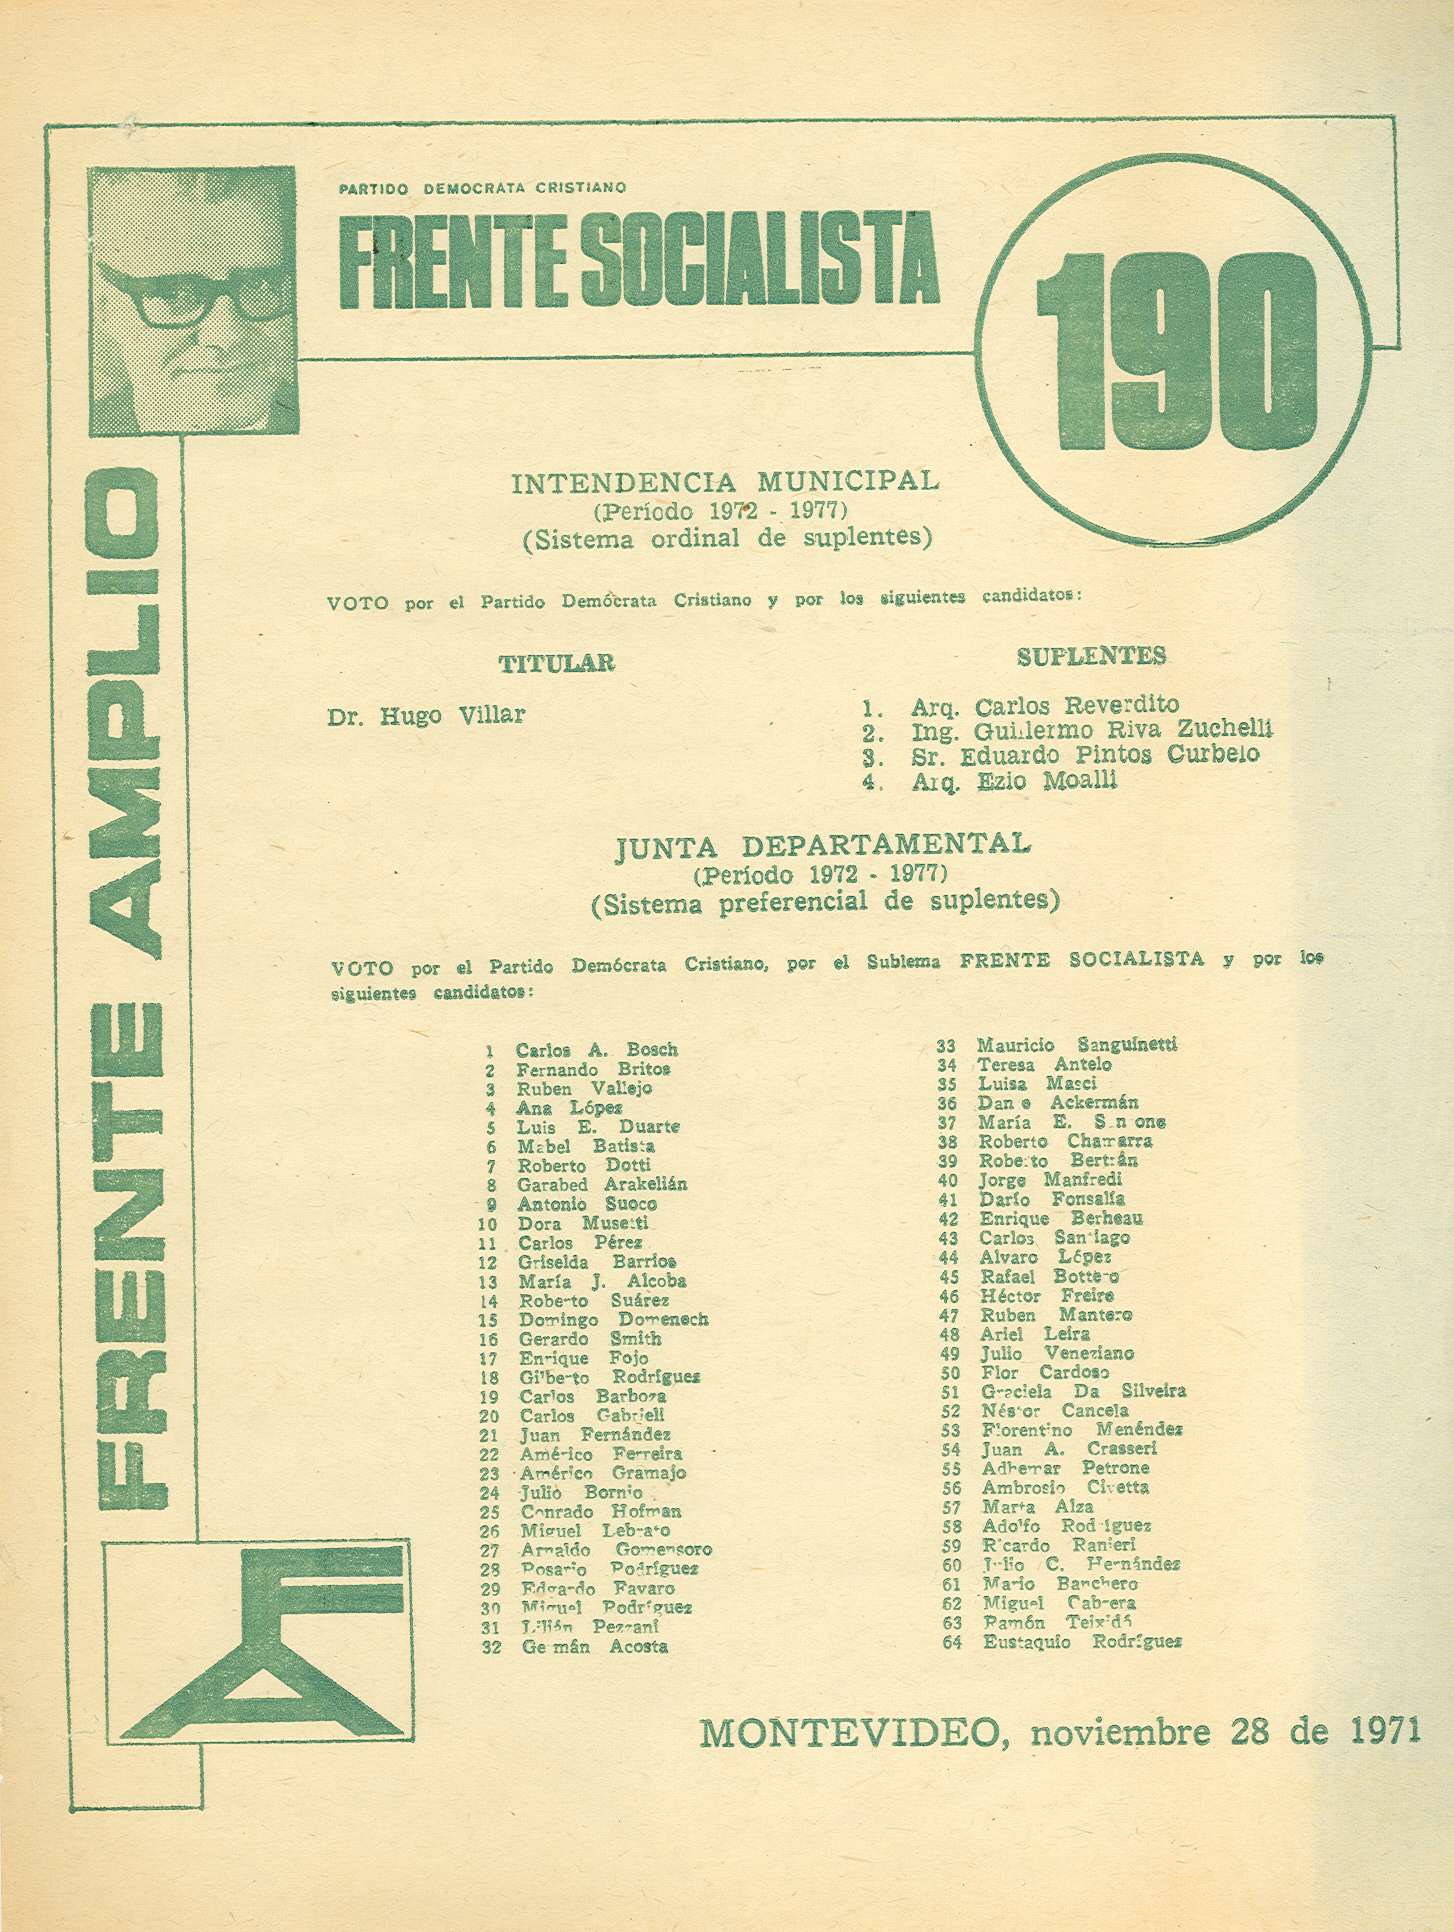 PARTIDO DEMOCRATA CRISTIANO
FRENTE SOCIALISTA
190
FRENTE AMPLIO
INTENDENCIA MUNICIPAL
(Período 1972 - 1977)
(Sistema ordinal de suplentes)
VOTO por el Partido Demócrata Cristiano y por los siguientes candidatos:
TITULAR
Dr. Hugo Villar
SUPLENTES
1. Arq. Carlos Reverdito
2. Ing. Guillermo Riva Zuchelli
3. Sr. Eduardo Pintos Curbelo
4. Arq. Ezio Moalli
JUNTA DEPARTAMENTAL
(Período 1972 - 1977)
(Sistema preferencial de suplentes)
VOTO por el Partido Demócrata Cristiano, por el Sublema FRENTE SOCIALISTA y por los
siguientes candidatos:
1 Carlos A. Bosch
2 Fernando Britos
3 Ruben Vallejo
4 Ana López
5 Luis E. Duarte
6 Mabel Batista
7 Roberto Dotti
8 Garabed Arakelián
9 Antonio Suoco
10 Dora Musetti
11 Carlos Pérez
12 Griselda Barrios
13 María J. Alcoba
14 Roberto Suárez
15 Domingo Domenech
16 Gerardo Smith
17 Enrique Fojo
18 Gilberto Rodríguez
19 Carlos Barboza
20 Carlos Gabrieli
21 Juan Fernández
22 Américo Ferreira
23 Américo Gramajo
24 Julio Bornio
25 Conrado Hofman
26 Miguel Lebrato
27 Arnaldo Gomensoro
28 Rosario Rodríguez
29 Edgardo Favaro
30 Miguel Rodríguez
31 Lilián Pezzani
32 Ge mán Acosta
33 Mauricio Sanguinetti
34 Teresa Antelo
35 Luisa Masci
36 Ackermán
37 María E.
38 Roberto Chamarra
39 Roberto Bertrán
40 Jorge Manfredi
41 Darío Fonsalía
42 Enrique Berheau
43 Carlos Santiago
44 Alvaro López
45 Rafael Bottero
46 Héctor Freire
47 Ruben Mantero
48 Ariel Leira
49 Julio Veneziano
50 Flor Cardoso
51 Graciela Da Silveira
52 Néstor Cancela
53 Florentino Menéndez
54 Juan A. Crasseri
55 Adhemar Petrone
56 Ambrosio Civetta
57 Marta Alza
58 Adolfo Rodríguez
59 Ricardo Ranieri
60 Julio C. Hernández
61 Mario Banchero
62 Miguel Cabrera
63 Ramón Teixidó
64 Eustaquio Rodríguez
FA
MONTEVIDEO, noviembre 28 de 1971